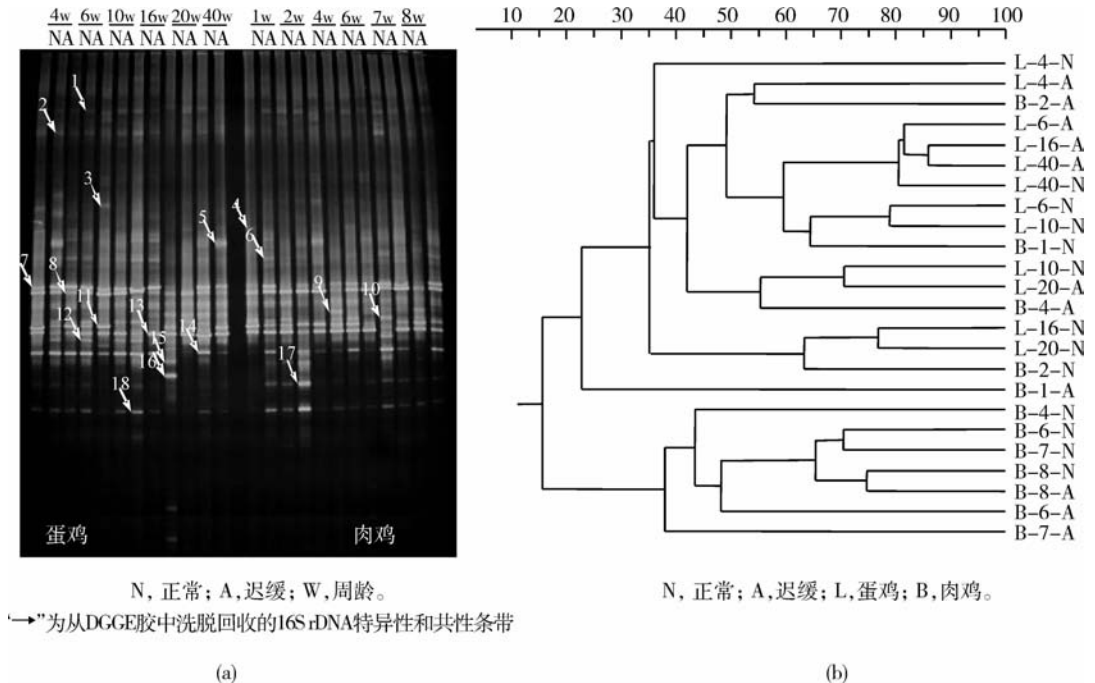 4w 6w 10w 16w 20w 40w 1w 2w 4w 6w 7w 8w
NA NA NA NA NA NA NA NA NA NA NA NA
1
2
3
4
5
6
7
8
9
10
11
12
13
14
15
16
17
18
蛋鸡 肉鸡
N, 正常; A, 迟缓; W, 周龄。
→”为从DGGE胶中洗脱回收的16S rDNA特异性和共性条带
(a)
10 20 30 40 50 60 70 80 90 100
L-4-N
L-4-A
B-2-A
L-6-A
L-16-A
L-40-A
L-40-N
L-6-N
L-10-N
B-1-N
L-10-N
L-20-A
B-4-A
L-16-N
L-20-N
B-2-N
B-1-A
B-4-N
B-6-N
B-7-N
B-8-N
B-8-A
B-6-A
B-7-A
N, 正常; A, 迟缓; L, 蛋鸡; B, 肉鸡。
(b)